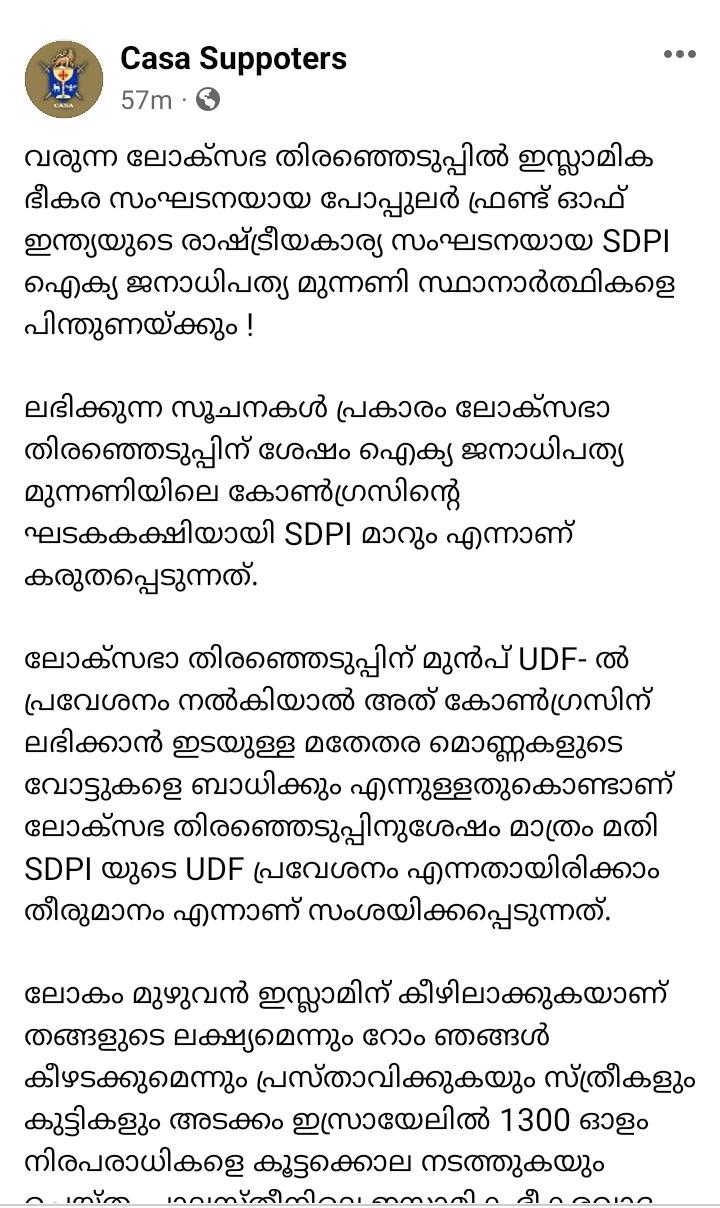 Casa Suppoters
57m ·
CASA
വരുന്ന ലോക്സഭ തിരഞ്ഞെടുപ്പിൽ ഇസ്ലാമിക
ഭീകര സംഘടനയായ പോപ്പുലർ ഫ്രണ്ട് ഓഫ്
ഇന്ത്യയുടെ രാഷ്ട്രീയകാര്യ സംഘടനയായ SDPI
ഐക്യ ജനാധിപത്യ മുന്നണി സ്ഥാനാർത്ഥികളെ
പിന്തുണയ്ക്കും !
ലഭിക്കുന്ന സൂചനകൾ പ്രകാരം ലോക്സഭാ
തിരഞ്ഞെടുപ്പിന് ശേഷം ഐക്യ ജനാധിപത്യ
മുന്നണിയിലെ കോൺഗ്രസിന്റെ
ഘടകകക്ഷിയായി SDPI മാറും എന്നാണ്
കരുതപ്പെടുന്നത്.
ലോക്സഭാ തിരഞ്ഞെടുപ്പിന് മുൻപ് UDF- ൽ
പ്രവേശനം നൽകിയാൽ അത് കോൺഗ്രസിന്
ലഭിക്കാൻ ഇടയുള്ള മതേതര മൊണ്ണകളുടെ
വോട്ടുകളെ ബാധിക്കും എന്നുള്ളതുകൊണ്ടാണ്
ലോക്സഭ തിരഞ്ഞെടുപ്പിനുശേഷം മാത്രം മതി
SDPI യുടെ UDF പ്രവേശനം എന്നതായിരിക്കാം
തീരുമാനം എന്നാണ് സംശയിക്കപ്പെടുന്നത്.
ലോകം മുഴുവൻ ഇസ്ലാമിന് കീഴിലാക്കുകയാണ്
തങ്ങളുടെ ലക്ഷ്യമെന്നും റോം ഞങ്ങൾ
കീഴടക്കുമെന്നും പ്രസ്താവിക്കുകയും സ്ത്രീകളും
കുട്ടികളും അടക്കം ഇസ്രായേലിൽ 1300 ഓളം
നിരപരാധികളെ കൂട്ടക്കൊല നടത്തുകയും